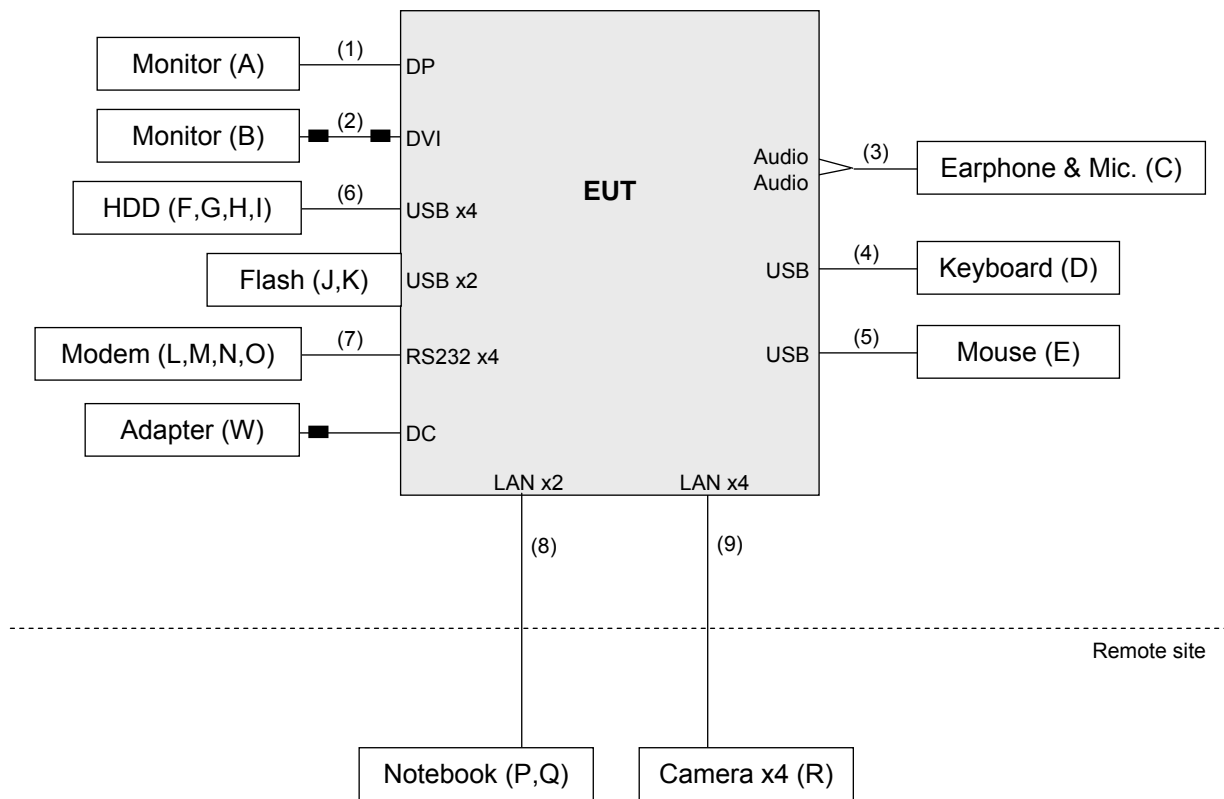 (1)
Monitor (A)
DP
(2)
Monitor (B)
DVI
(6)
HDD (F,G,H,I)
USB x4
Flash (J,K)
USB x2
(7)
Modem (L,M,N,O)
RS232 x4
Adapter (W)
DC
EUT
Audio
Audio
(3)
Earphone & Mic. (C)
USB
(4)
Keyboard (D)
USB
(5)
Mouse (E)
LAN x2
LAN x4
(8)
(9)
Remote site
Notebook (P,Q)
Camera x4 (R)